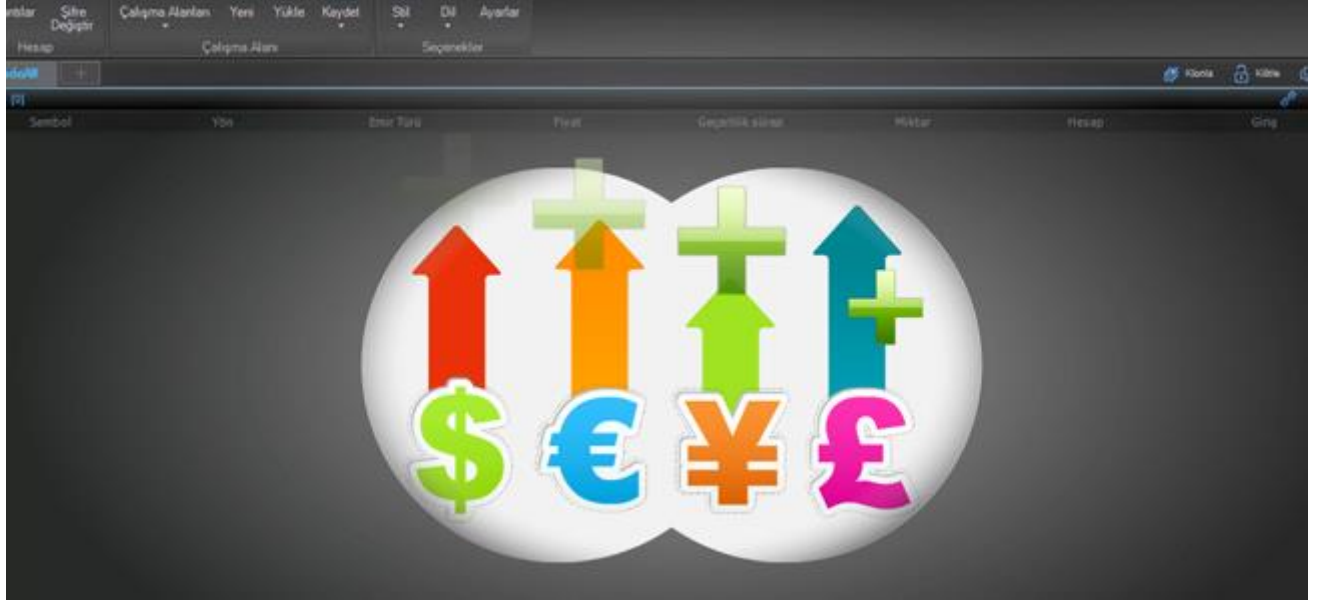 Şifre
Değiştir
Çalışma Alanları Yeni Yükle Kaydet
Stil Dil Ayarlar
Hesap
Çalışma Alanı
Seçenekler
+
Klonla Kilitle
Sembol Yön Emir Türü Fiyat Geçerlilik süresi Miktar Hesap Giriş
$ € ¥ £